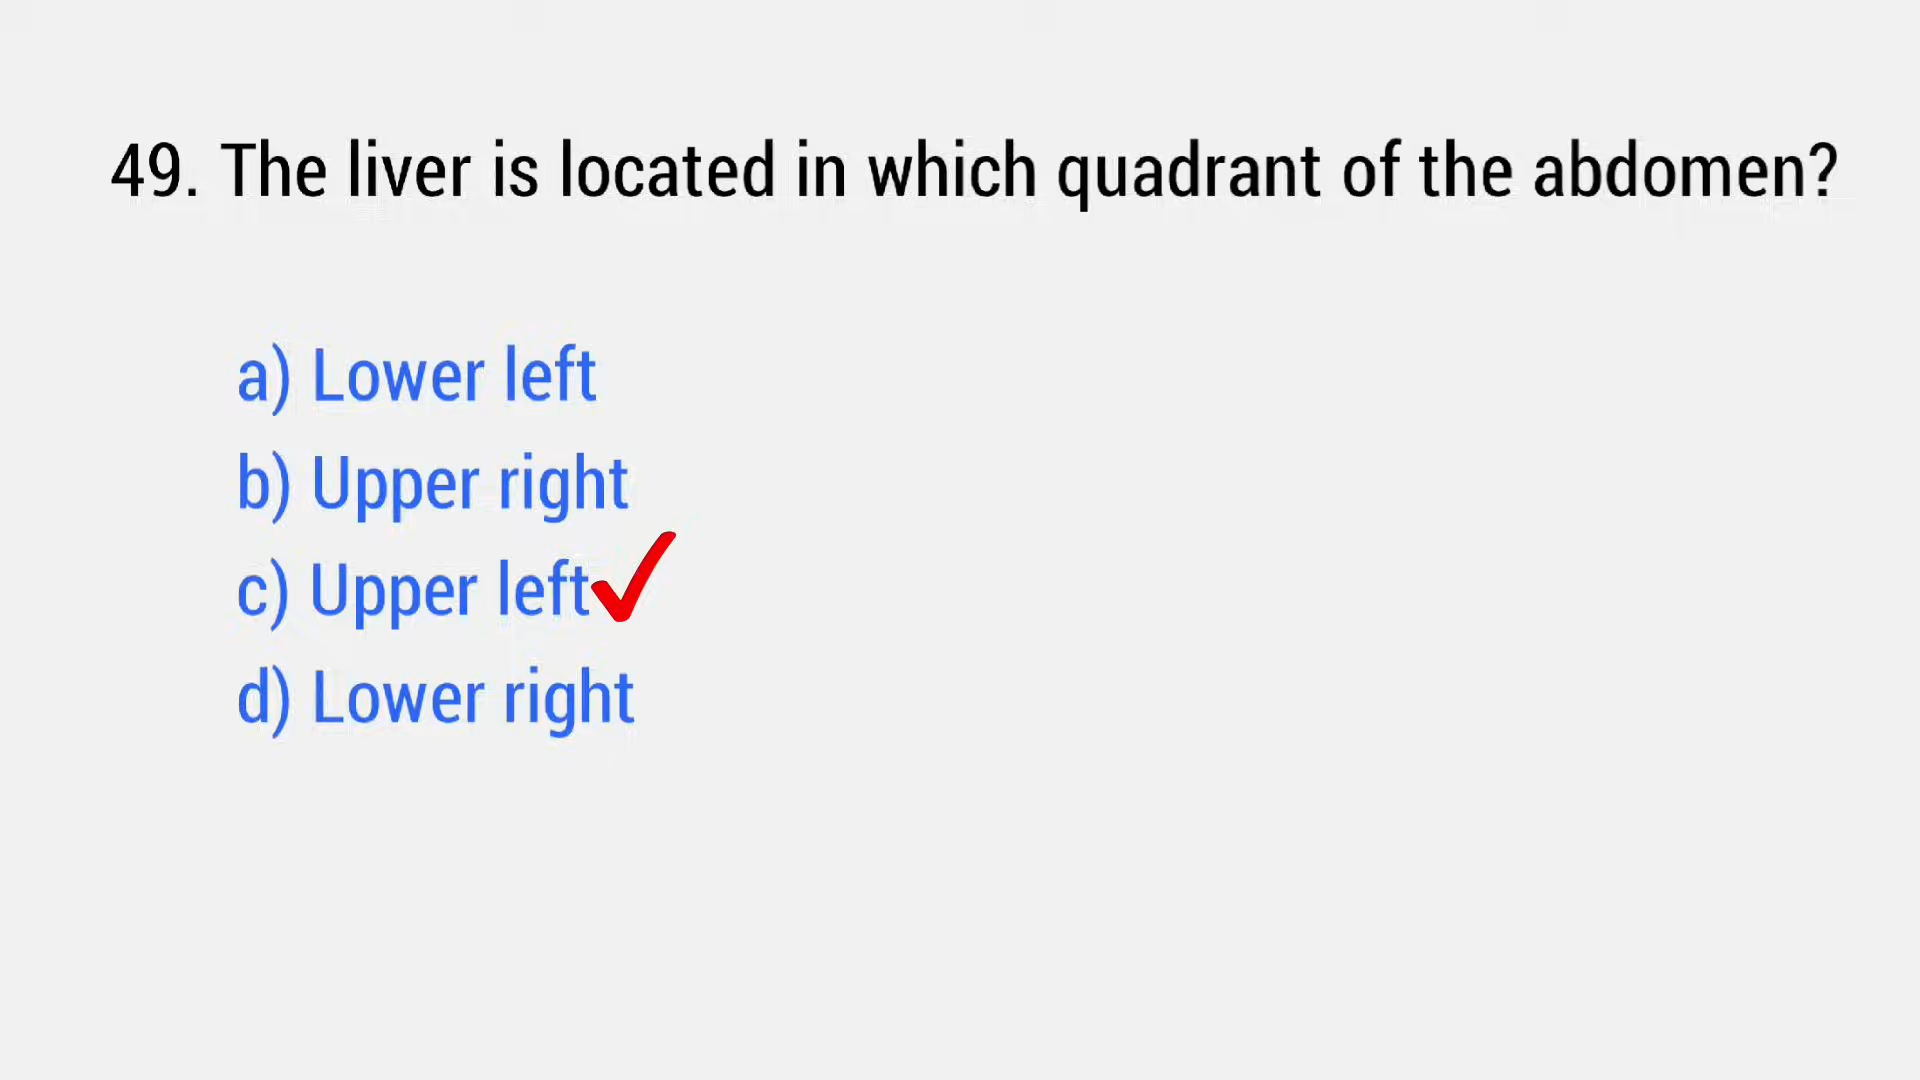 49. The liver is located in which quadrant of the abdomen?
a) Lower left
b) Upper right
c) Upper left
d) Lower right